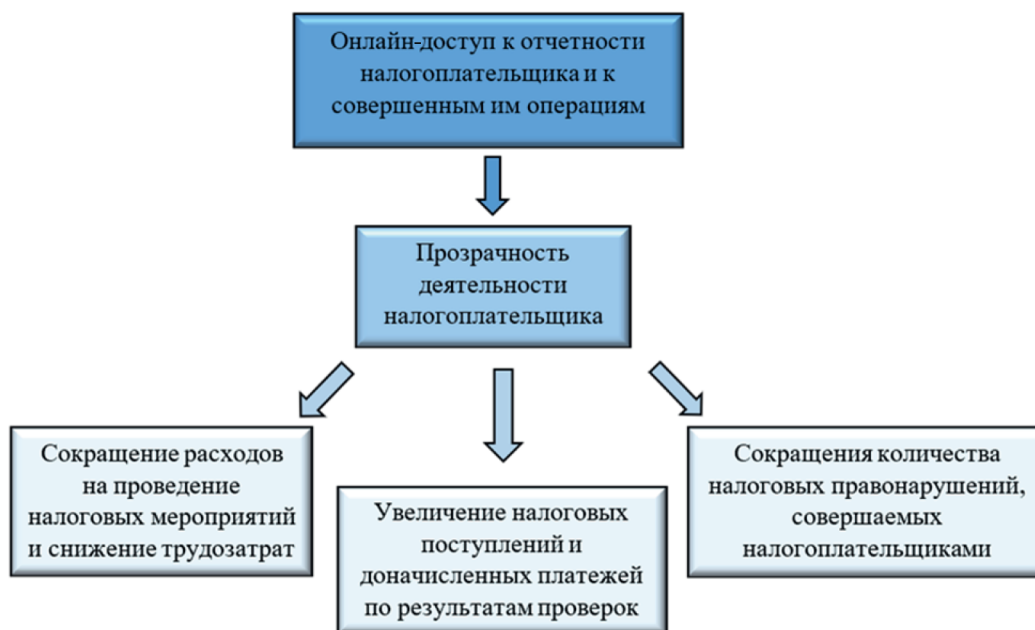 Онлайн-доступ к отчетности
налогоплательщика и к
совершенным им операциям
Прозрачность
деятельности
налогоплательщика
Сокращение расходов
на проведение
налоговых мероприятий
и снижение трудозатрат
Увеличение налоговых
поступлений и
доначисленных платежей
по результатам проверок
Сокращения количества
налоговых правонарушений,
совершаемых
налогоплательщиками